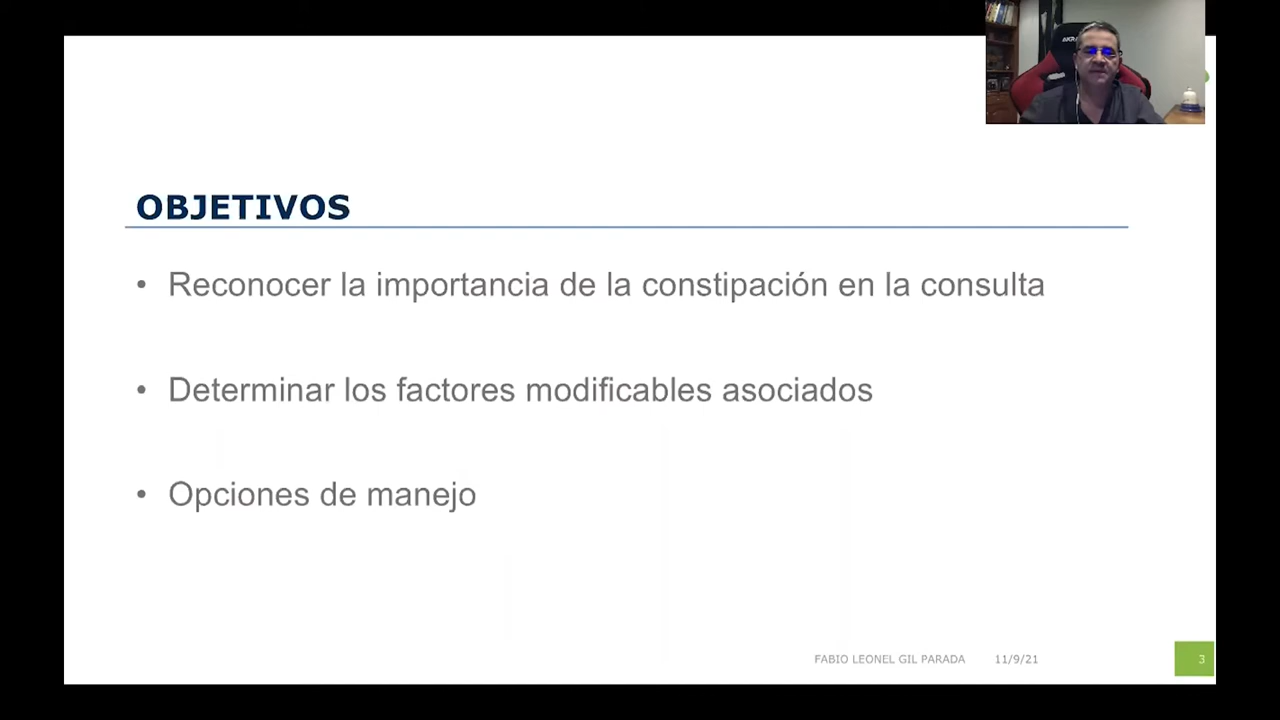 OBJETIVOS
• Reconocer la importancia de la constipación en la consulta
• Determinar los factores modificables asociados
• Opciones de manejo
FABIO LEONEL GIL PARADA 11/9/21 3